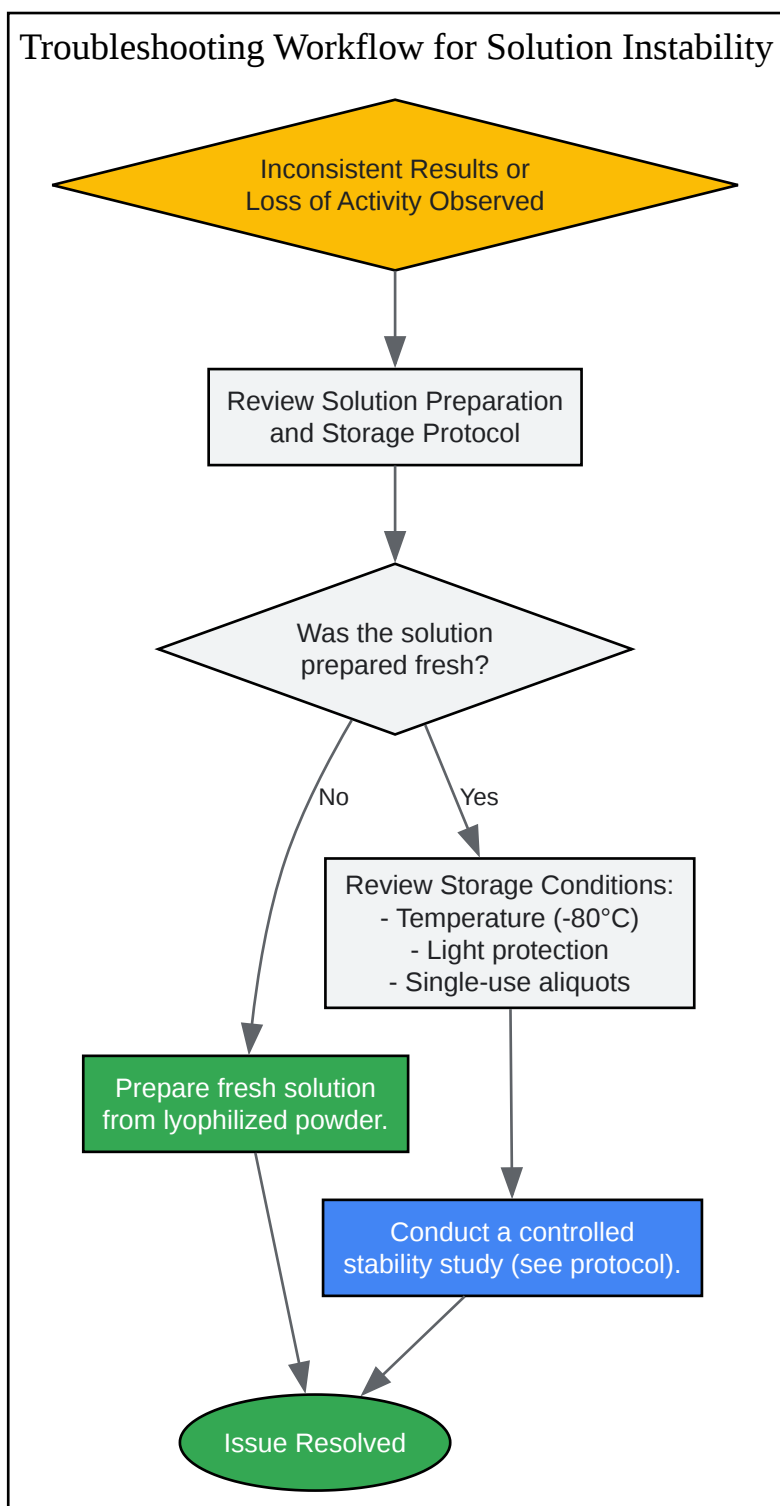 Troubleshooting Workflow for Solution Instability
Inconsistent Results or
Loss of Activity Observed
Review Solution Preparation
and Storage Protocol
Was the solution
prepared fresh?
No
Yes
Review Storage Conditions:
- Temperature (-80°C)
- Light protection
- Single-use aliquots
Prepare fresh solution
from lyophilized powder.
Conduct a controlled
stability study (see protocol).
Issue Resolved